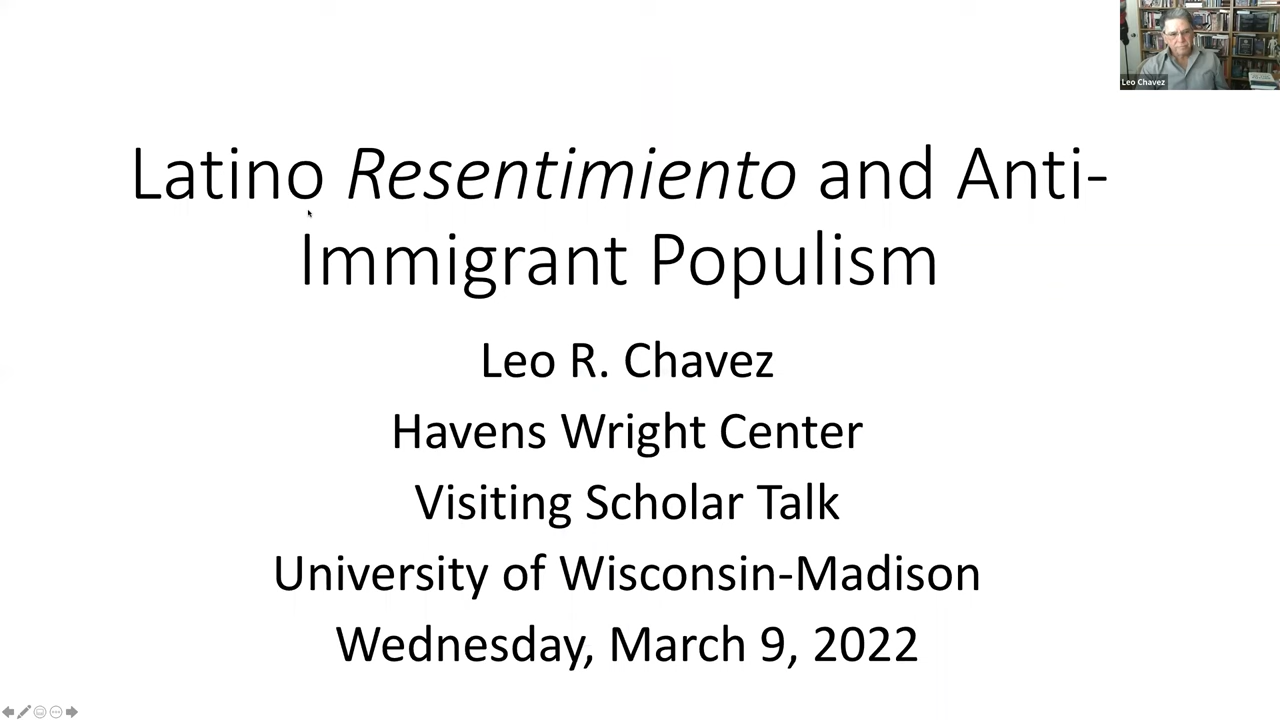 Leo Chavez
Latino Resentimiento and Anti-
Immigrant Populism
Leo R. Chavez
Havens Wright Center
Visiting Scholar Talk
University of Wisconsin-Madison
Wednesday, March 9, 2022